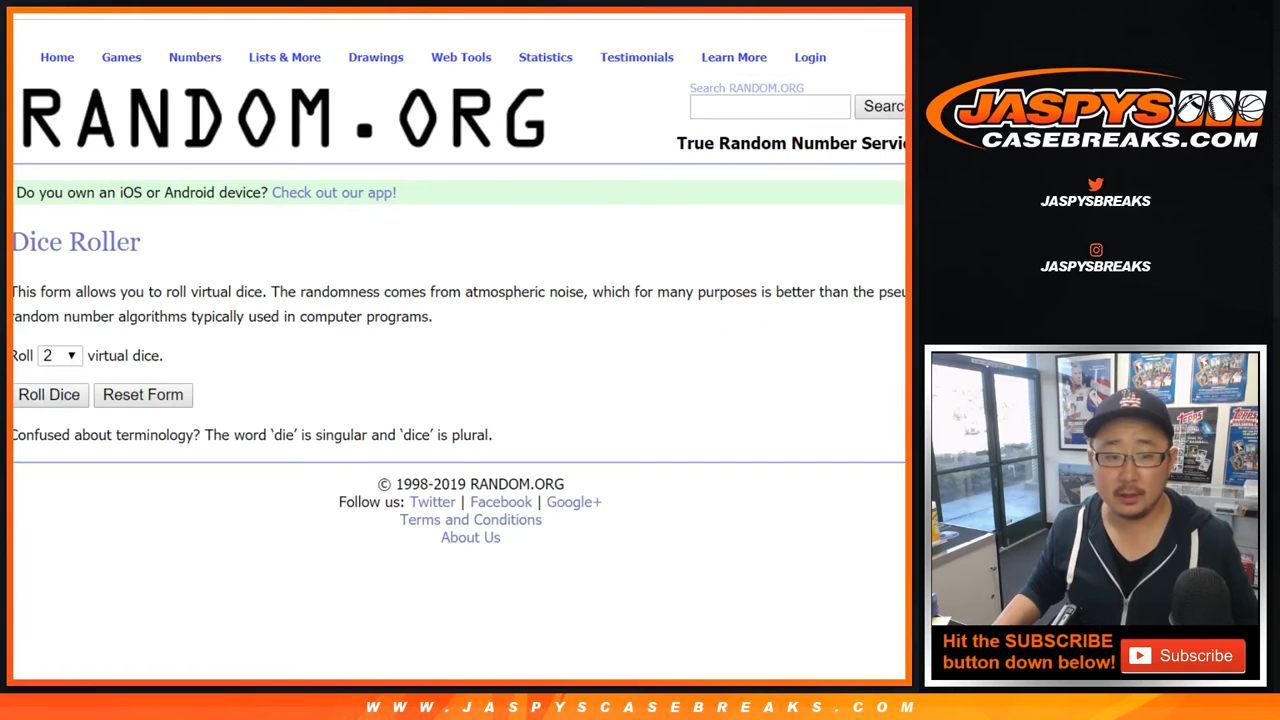 Home Games Numbers Lists & More Drawings Web Tools Statistics Testimonials Learn More Login
RANDOM.ORG
Search RANDOM.ORG
Searc
True Random Number Servi
Do you own an iOS or Android device? Check out our app!
Dice Roller
This form allows you to roll virtual dice. The randomness comes from atmospheric noise, which for many purposes is better than the pseu
random number algorithms typically used in computer programs.
Roll 2 ▼ virtual dice.
Roll Dice Reset Form
Confused about terminology? The word ‘die’ is singular and ‘dice’ is plural.
© 1998-2019 RANDOM.ORG
Follow us: Twitter | Facebook | Google+
Terms and Conditions
About Us
JASPYS
CASEBREAKS.COM
JASPYSBREAKS
JASPYSBREAKS
TOPPS
TOPPS
Hit the SUBSCRIBE
button down below!
Subscribe
WWW.JASPYSCASEBREAKS.COM